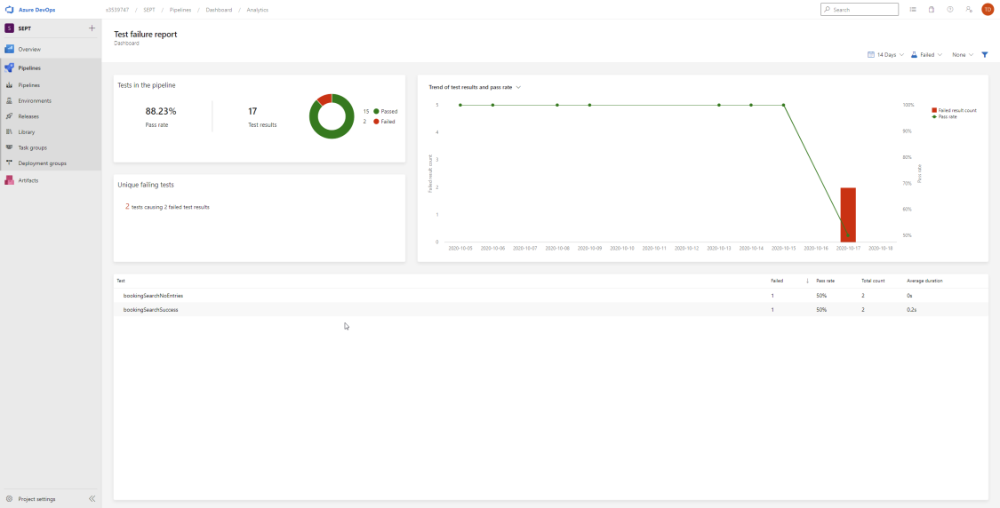 Azure DevOps
s3539747 / SEPT / Pipelines / Dashboard / Analytics
Search
TD
S SEPT
Overview
Pipelines
Pipelines
Environments
Releases
Library
Task groups
Deployment groups
Artifacts
Project settings
Test failure report
Dashboard
14 Days
Failed
None
Tests in the pipeline
88.23%
Pass rate
17
Test results
15 Passed
2 Failed
Unique failing tests
2 tests causing 2 failed test results
Trend of test results and pass rate
5
4
3
2
1
0
Failed result count
100%
90%
80%
70%
60%
50%
Pass rate
Failed result count
Pass rate
2020-10-05 2020-10-06 2020-10-07 2020-10-08 2020-10-09 2020-10-10 2020-10-11 2020-10-12 2020-10-13 2020-10-14 2020-10-15 2020-10-16 2020-10-17 2020-10-18
Test Failed ↓ Pass rate Total count Average duration
bookingSearchNoEntries 1 50% 2 0s
bookingSearchSuccess 1 50% 2 0.2s